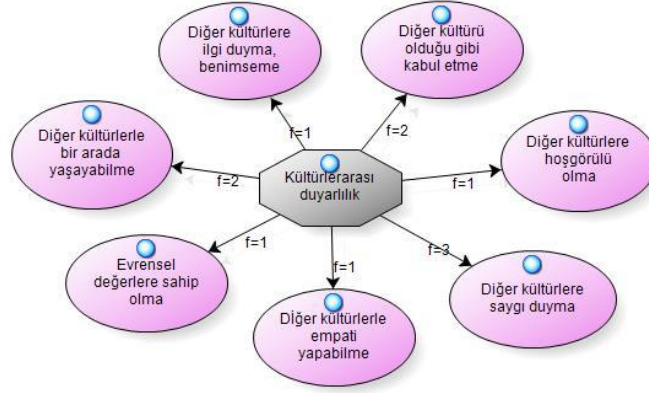 Diğer kültürlere
ilgi duyma,
benimseme
Diğer kültürü
olduğu gibi
kabul etme
f=1
f=2
Diğer kültürlerle
bir arada
yaşayabilme
f=2
Kültürlerarası
duyarlılık
f=1
Diğer kültürlere
hoşgörülü
olma
Evrensel
değerlere sahip
olma
f=1
f=1
f=3
Diğer kültürlere
saygı duyma
Diğer kültürlerle
empati
yapabilme